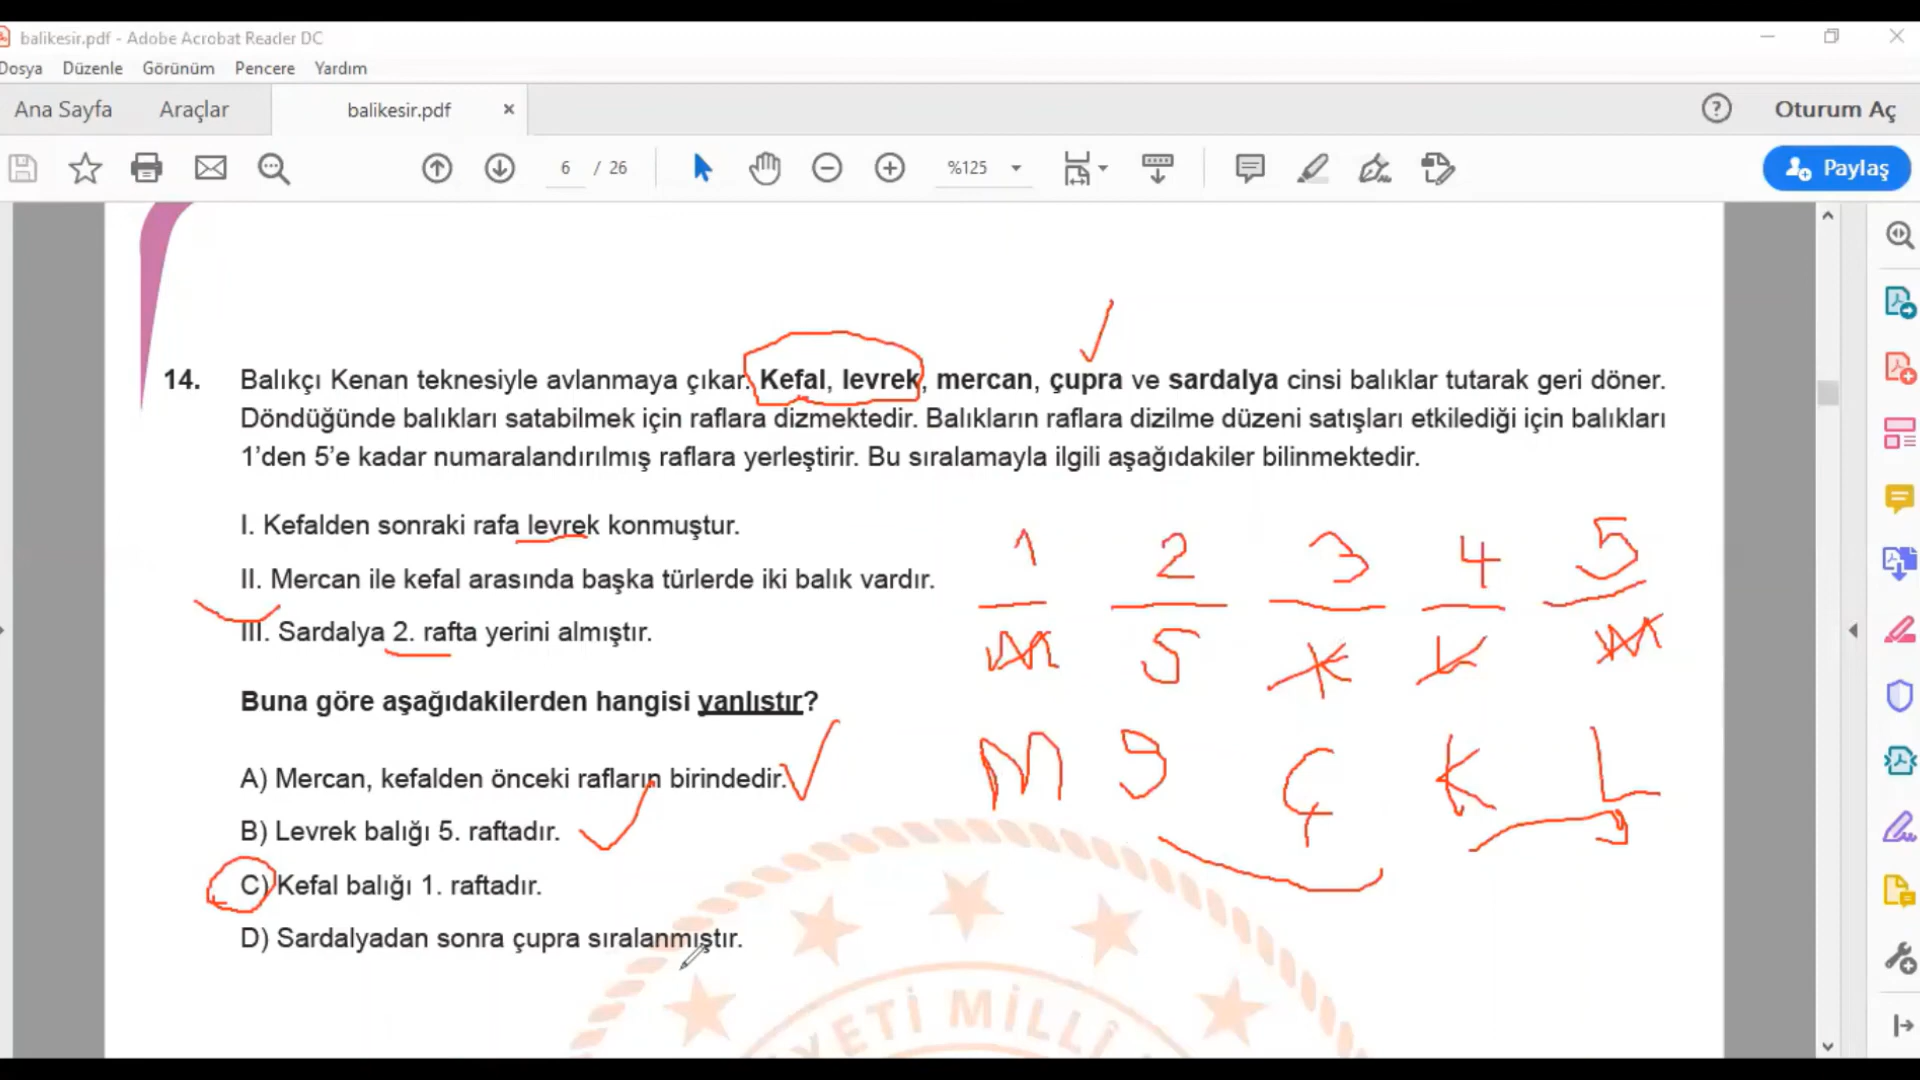 balikesir.pdf - Adobe Acrobat Reader DC
Dosya Düzenle Görünüm Pencere Yardım
Ana Sayfa Araçlar balikesir.pdf × ? Oturum Aç
6 / 26 %125 Paylaş
14. Balıkçı Kenan teknesiyle avlanmaya çıkar. Kefal, levrek, mercan, çupra ve sardalya cinsi balıklar tutarak geri döner.
Döndüğünde balıkları satabilmek için raflara dizmektedir. Balıkların raflara dizilme düzeni satışları etkilediği için balıkları
1’den 5’e kadar numaralandırılmış raflara yerleştirir. Bu sıralamayla ilgili aşağıdakiler bilinmektedir.
I. Kefalden sonraki rafa levrek konmuştur.
II. Mercan ile kefal arasında başka türlerde iki balık vardır.
III. Sardalya 2. rafta yerini almıştır.
1 2 3 4 5
M S K L M
M S Ç K L
Buna göre aşağıdakilerden hangisi yanlıştır?
A) Mercan, kefalden önceki rafların birindedir.
B) Levrek balığı 5. raftadır.
C) Kefal balığı 1. raftadır.
D) Sardalyadan sonra çupra sıralanmıştır.
YETİ MİLLÎ